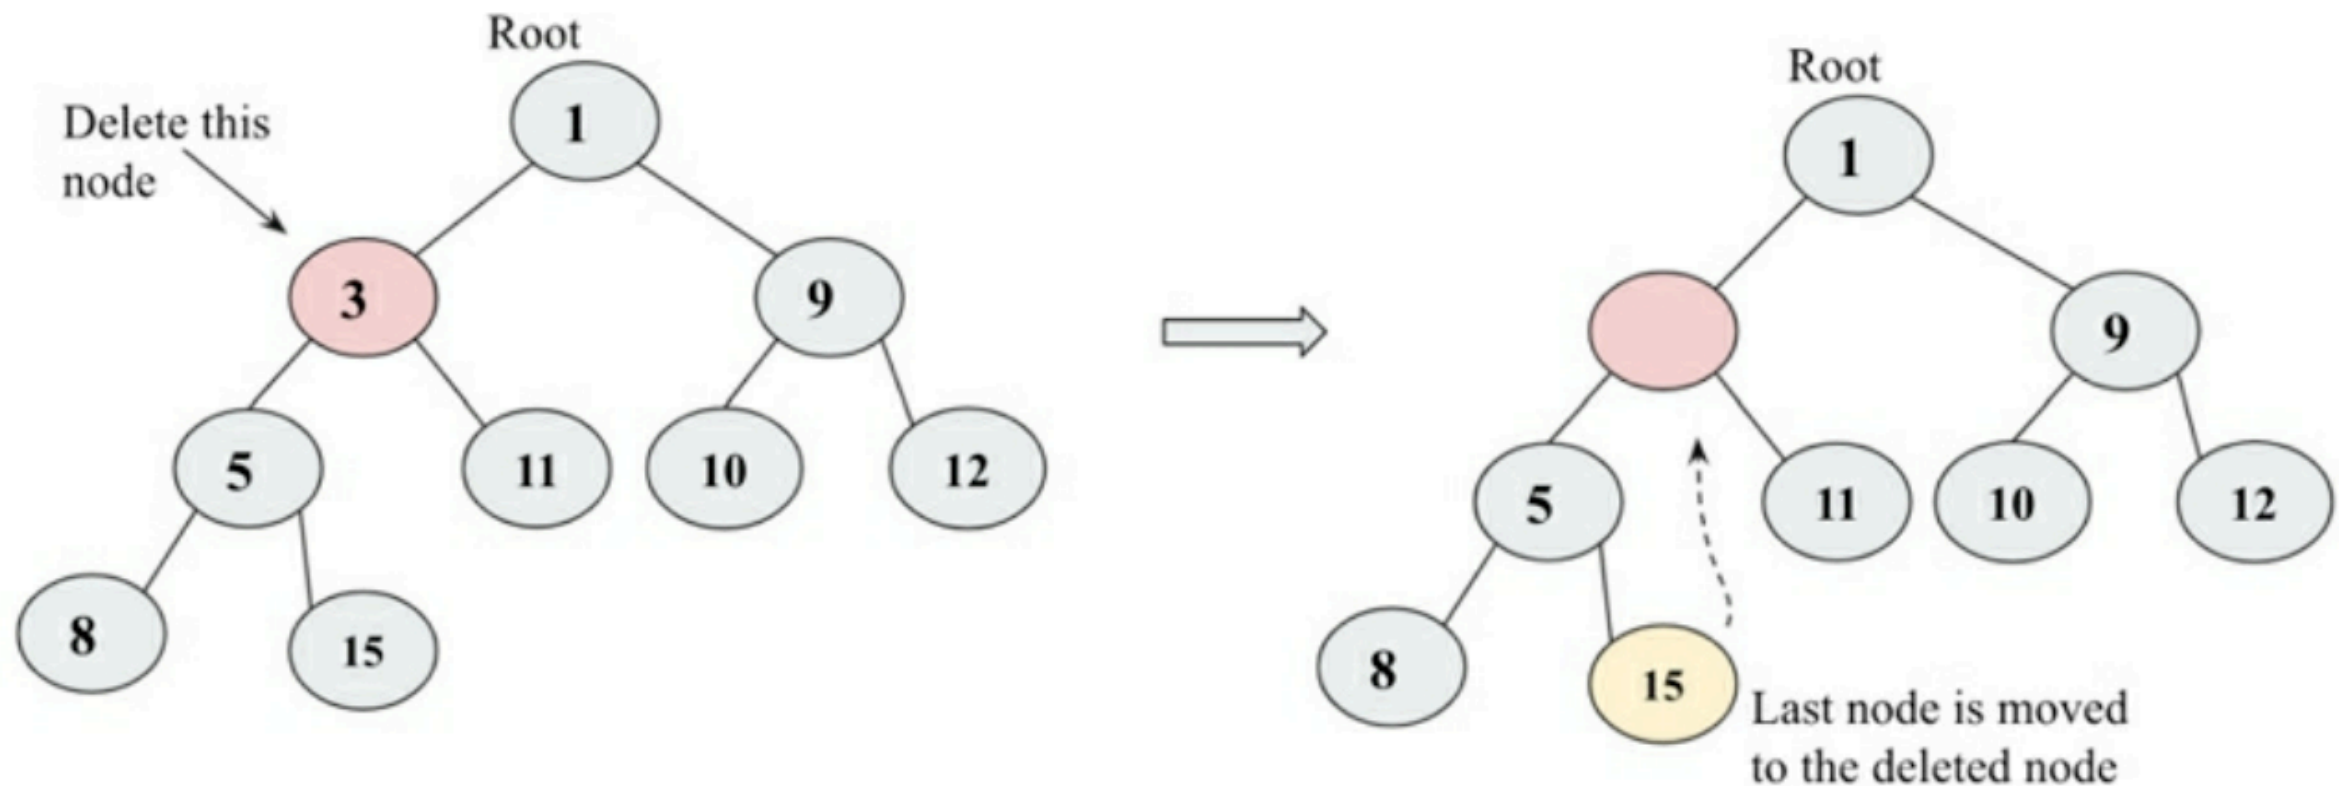 Root
Delete this
node
1
3
9
5
11
10
12
8
15
Root
1
9
5
11
10
12
8
15
Last node is moved
to the deleted node